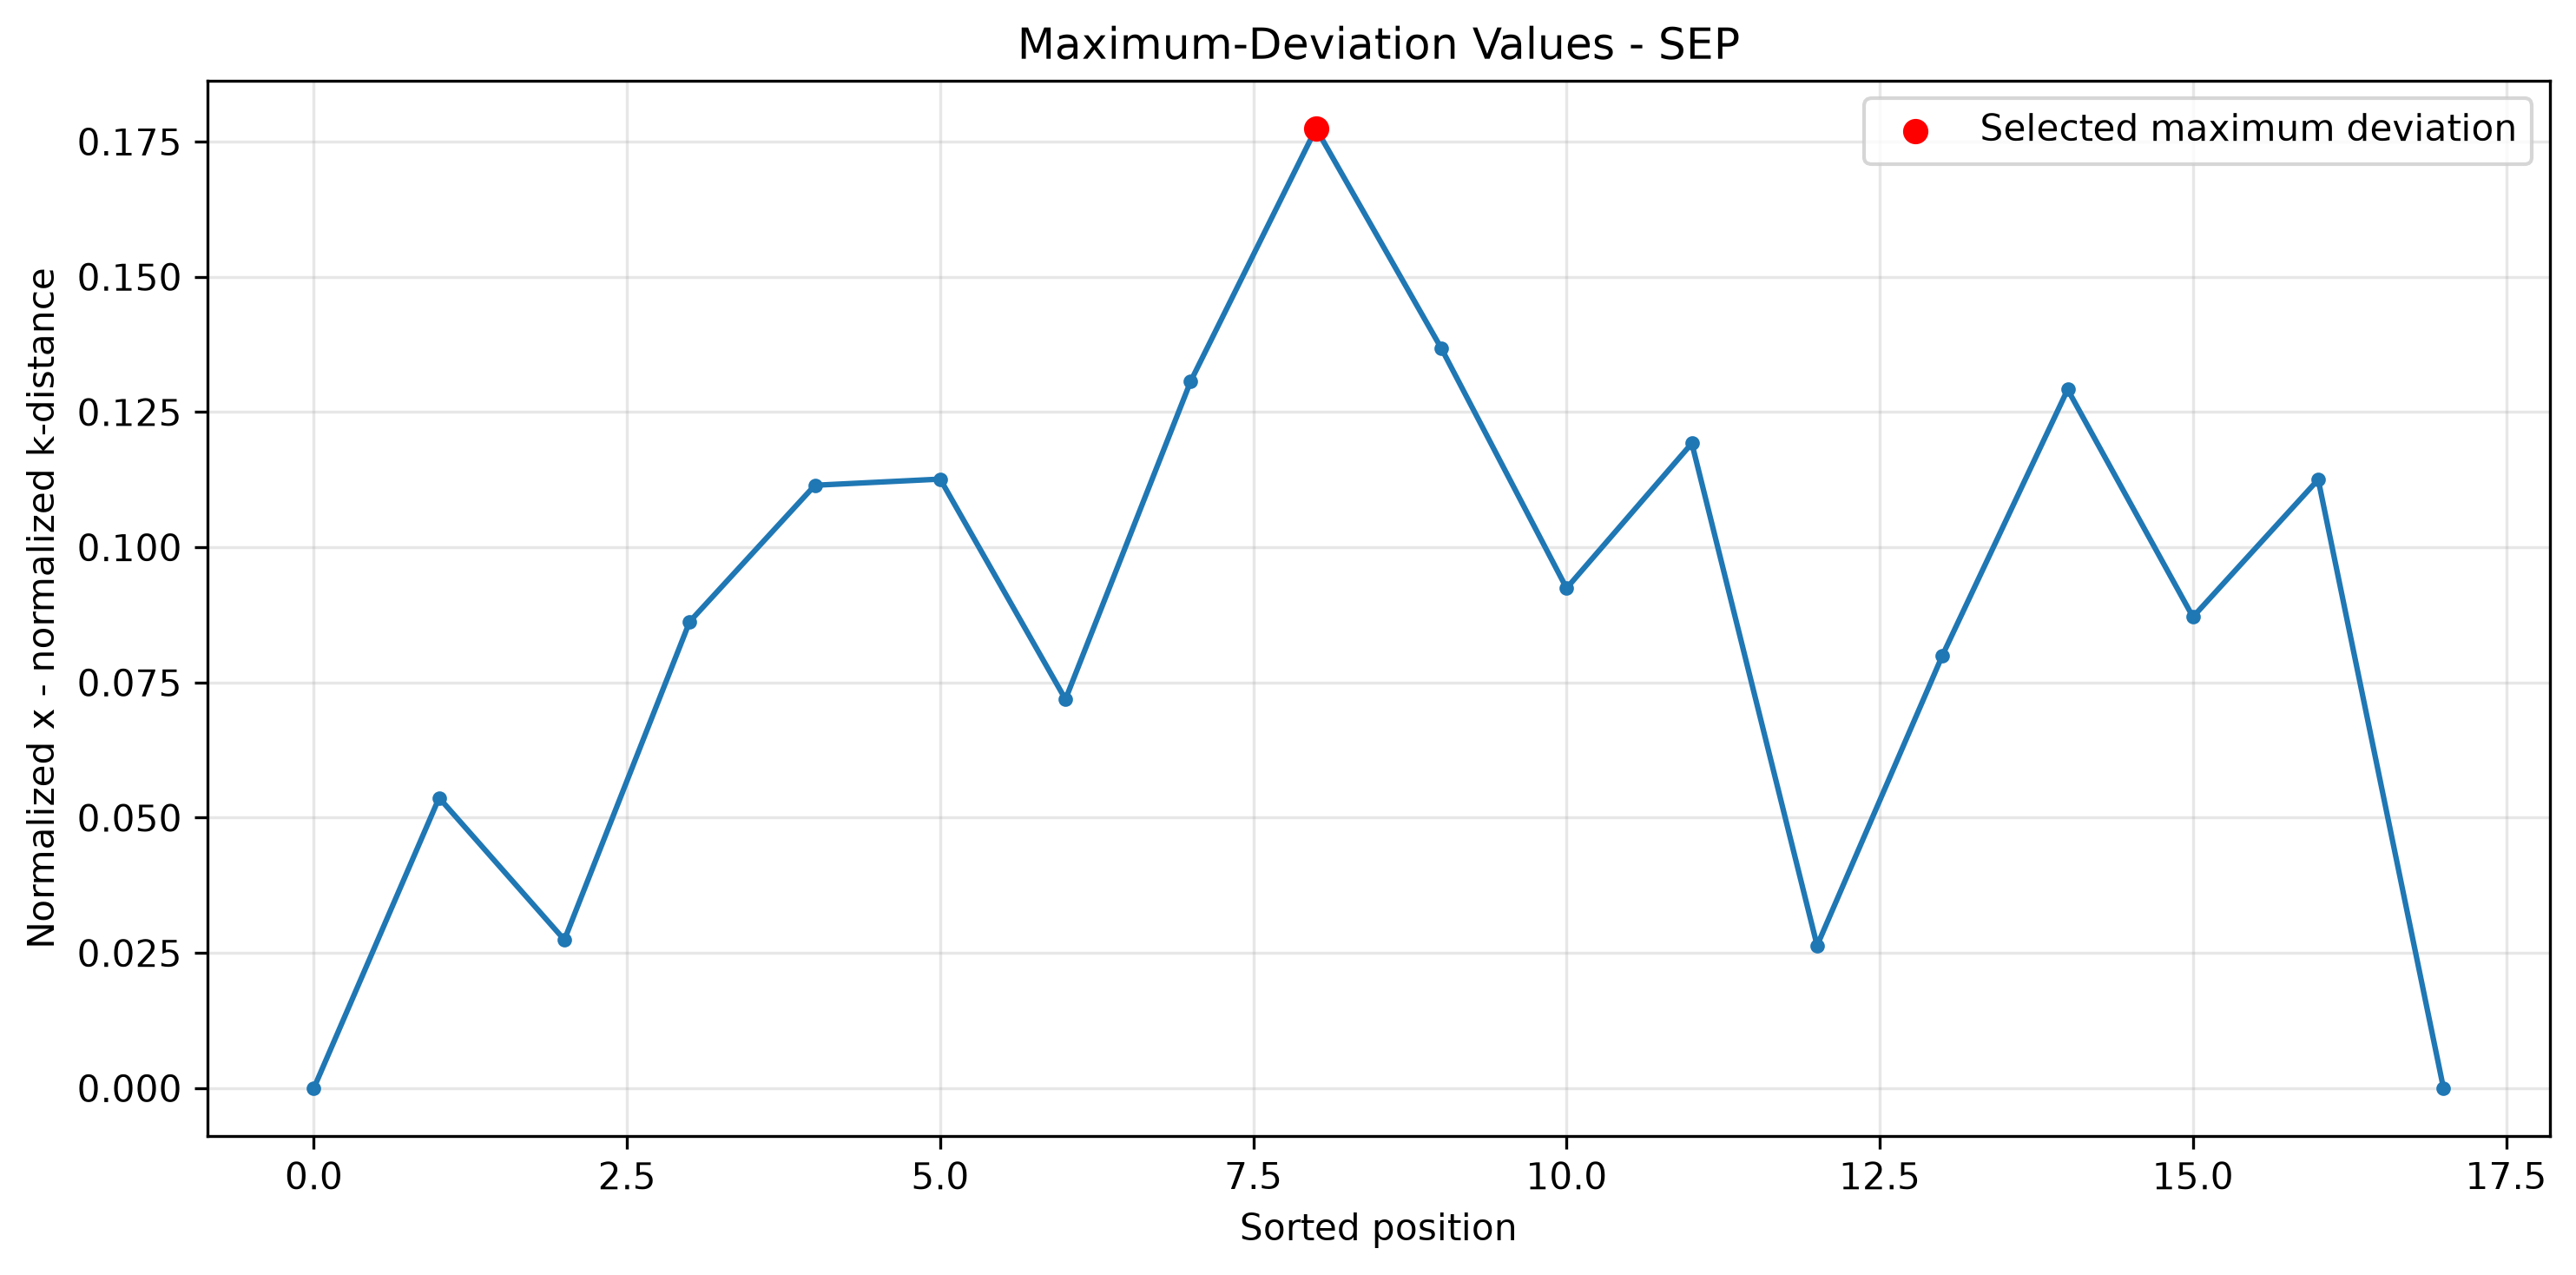 Maximum-Deviation Values - SEP
Selected maximum deviation
Normalized x - normalized k-distance
0.175
0.150
0.125
0.100
0.075
0.050
0.025
0.000
0.0 2.5 5.0 7.5 10.0 12.5 15.0 17.5
Sorted position